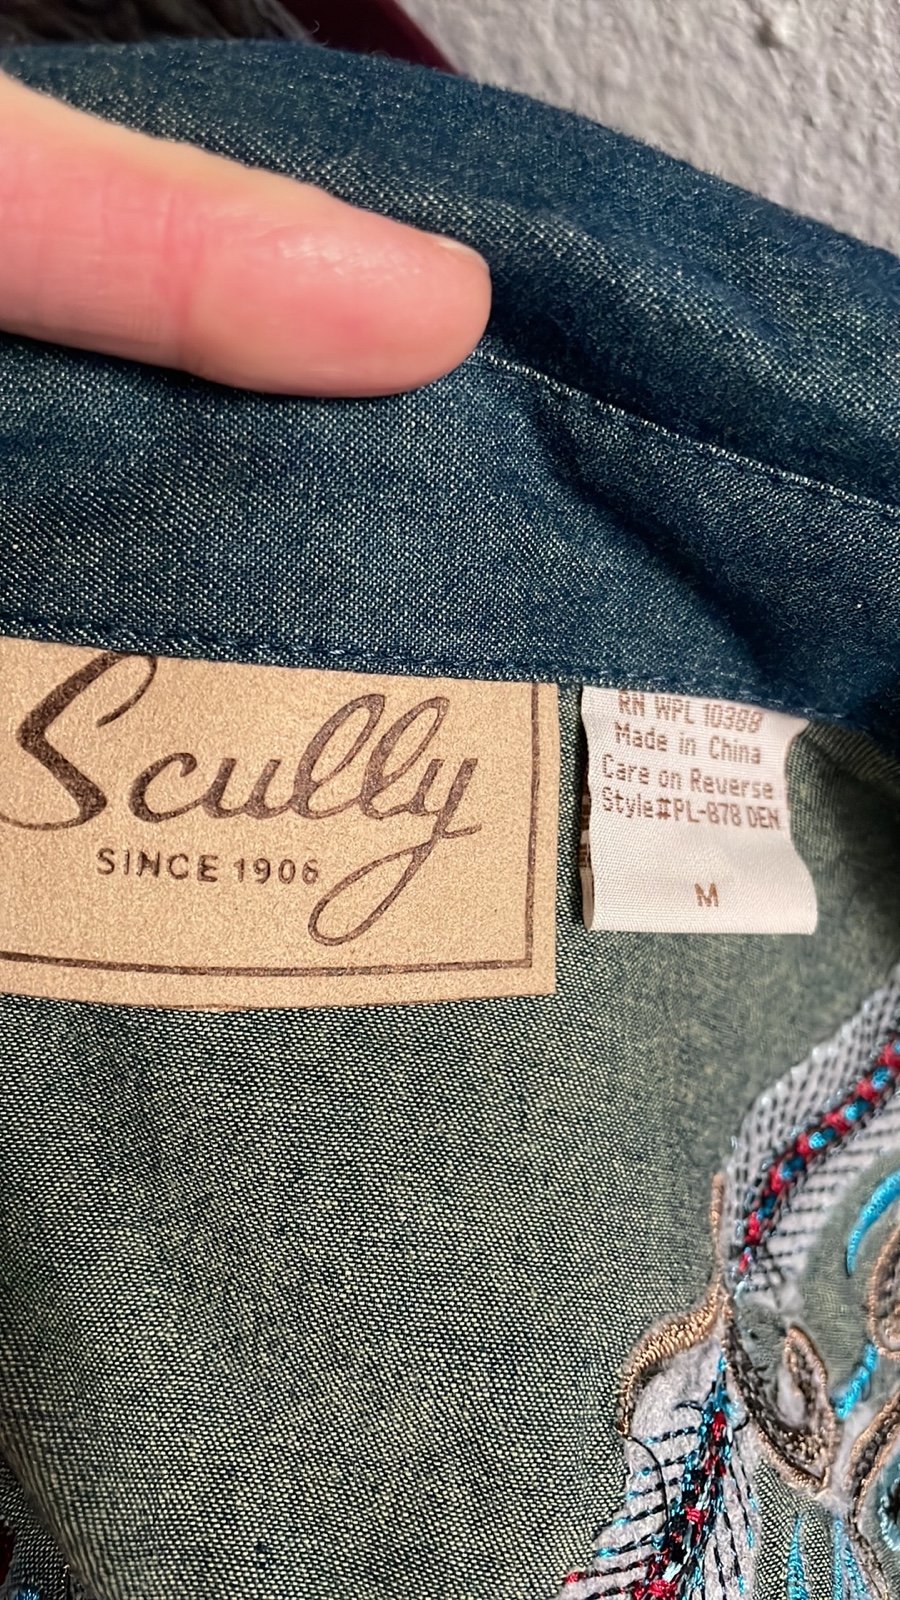 Scully
SINCE 1906
RN WPL 10388
Made in China
Care on Reverse
Style#PL-878 DEN
M